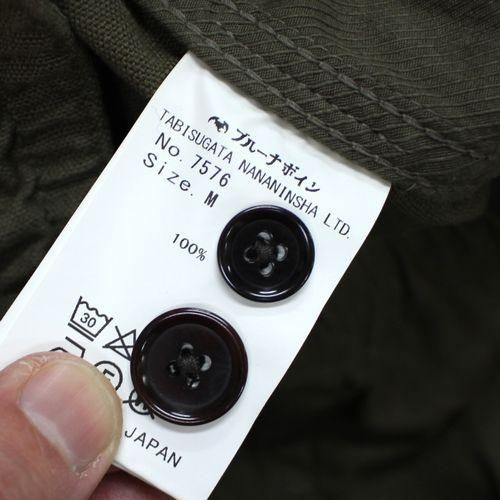 ブルーナボイン
TABISUGATA NANANINSHA LTD.
No. 7576
Size. M
100%
30
JAPAN